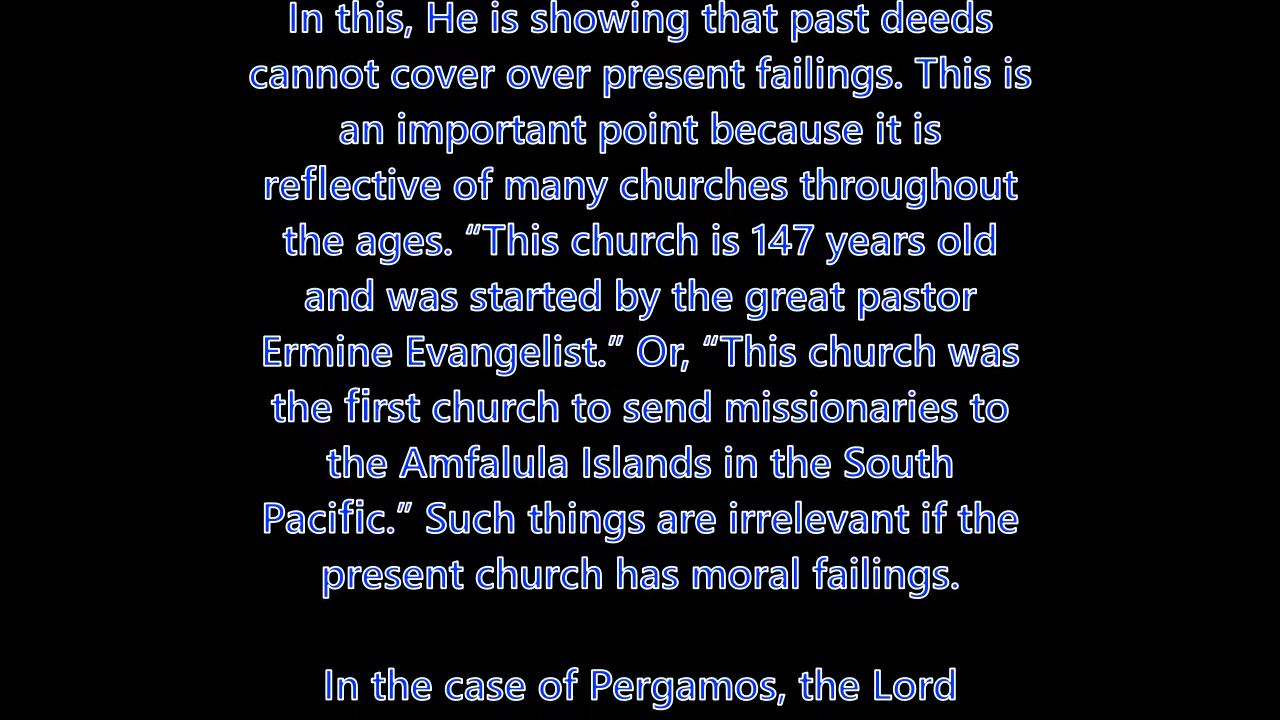 In this, He is showing that past deeds
cannot cover over present failings. This is
an important point because it is
reflective of many churches throughout
the ages. “This church is 147 years old
and was started by the great pastor
Ermine Evangelist.” Or, “This church was
the first church to send missionaries to
the Amfalula Islands in the South
Pacific.” Such things are irrelevant if the
present church has moral failings.
In the case of Pergamos, the Lord